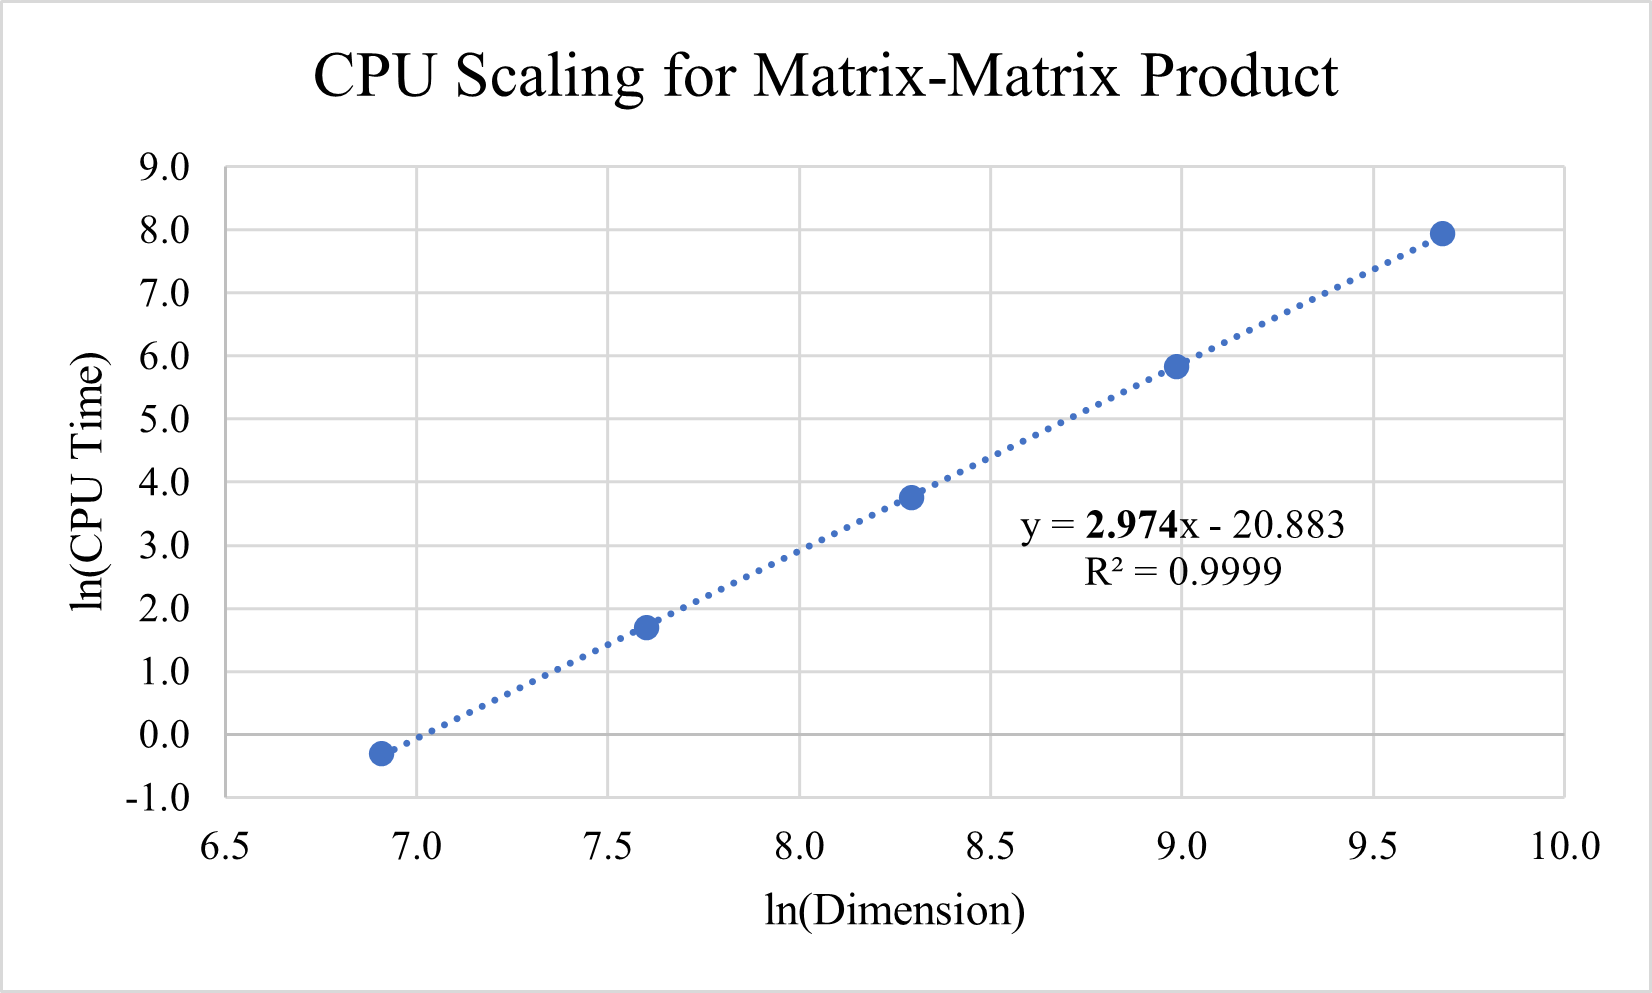 CPU Scaling for Matrix-Matrix Product
9.0
8.0
7.0
6.0
5.0
4.0
3.0
2.0
1.0
0.0
-1.0
ln(CPU Time)
y = 2.974x - 20.883
R² = 0.9999
6.5 7.0 7.5 8.0 8.5 9.0 9.5 10.0
ln(Dimension)